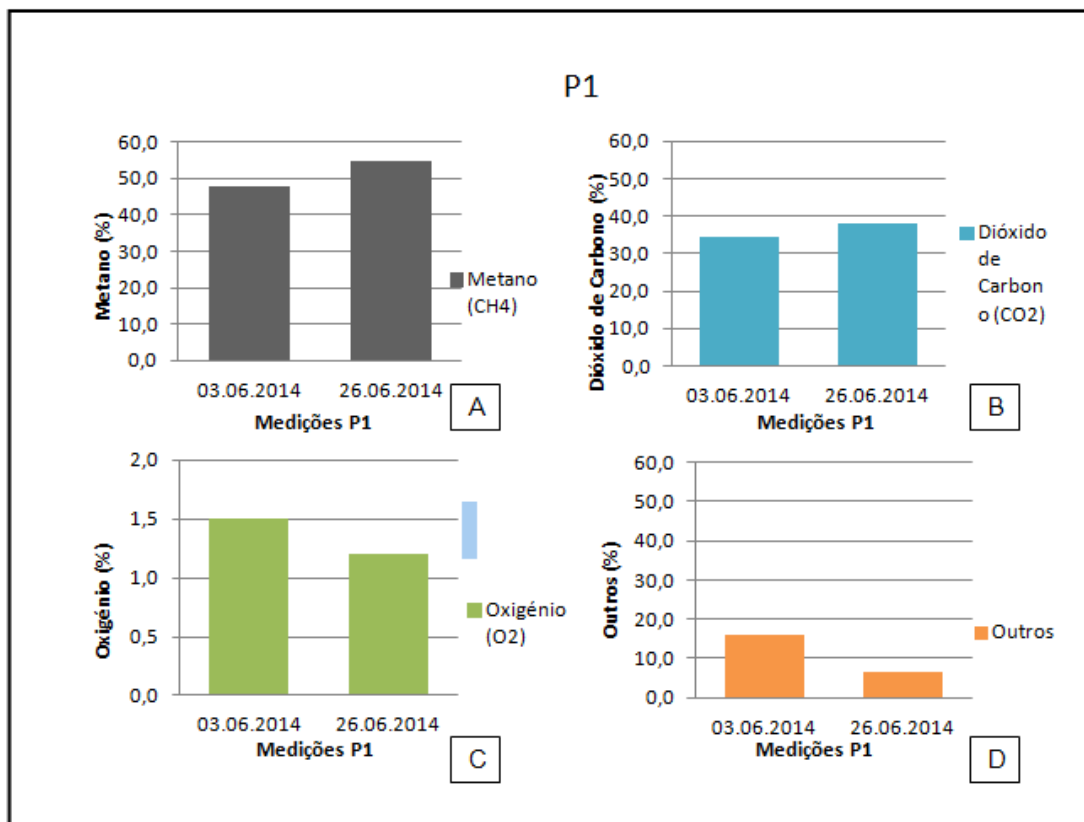 P1
60,0
50,0
40,0
30,0
20,0
10,0
0,0
Metano (%)
03.06.2014 26.06.2014
Medições P1
Metano
(CH4)
A
60,0
50,0
40,0
30,0
20,0
10,0
0,0
Dióxido de Carbono (%)
03.06.2014 26.06.2014
Medições P1
Dióxido
de
Carbon
o (CO2)
B
2,0
1,5
1,0
0,5
0,0
Oxigénio (%)
03.06.2014 26.06.2014
Medições P1
Oxigénio
(O2)
C
60,0
50,0
40,0
30,0
20,0
10,0
0,0
Outros (%)
03.06.2014 26.06.2014
Medições P1
Outros
D